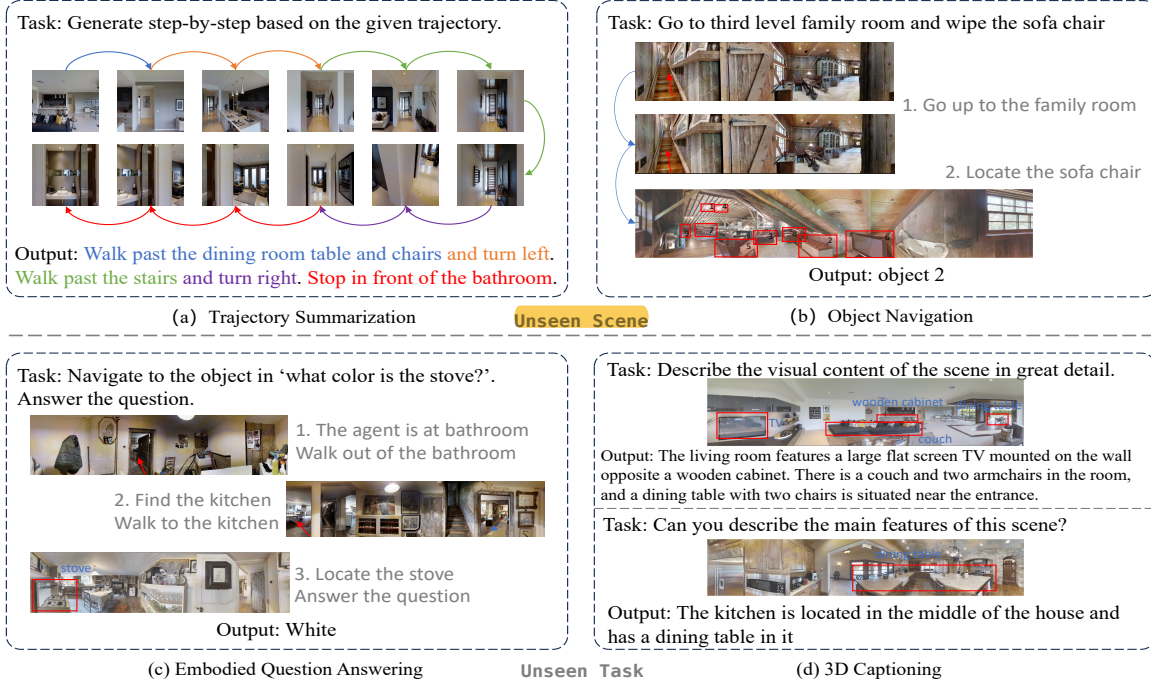 Task: Generate step-by-step based on the given trajectory.
Output: Walk past the dining room table and chairs and turn left.
Walk past the stairs and turn right. Stop in front of the bathroom.
(a) Trajectory Summarization
Task: Go to third level family room and wipe the sofa chair
1. Go up to the family room
2. Locate the sofa chair
Output: object 2
(b) Object Navigation
Unseen Scene
Task: Navigate to the object in ‘what color is the stove?’.
Answer the question.
1. The agent is at bathroom
Walk out of the bathroom
2. Find the kitchen
Walk to the kitchen
stove
3. Locate the stove
Answer the question
Output: White
(c) Embodied Question Answering
Task: Describe the visual content of the scene in great detail.
wooden cabinet
TV
couch
Output: The living room features a large flat screen TV mounted on the wall
opposite a wooden cabinet. There is a couch and two armchairs in the room,
and a dining table with two chairs is situated near the entrance.
Task: Can you describe the main features of this scene?
Output: The kitchen is located in the middle of the house and
has a dining table in it
(d) 3D Captioning
Unseen Task